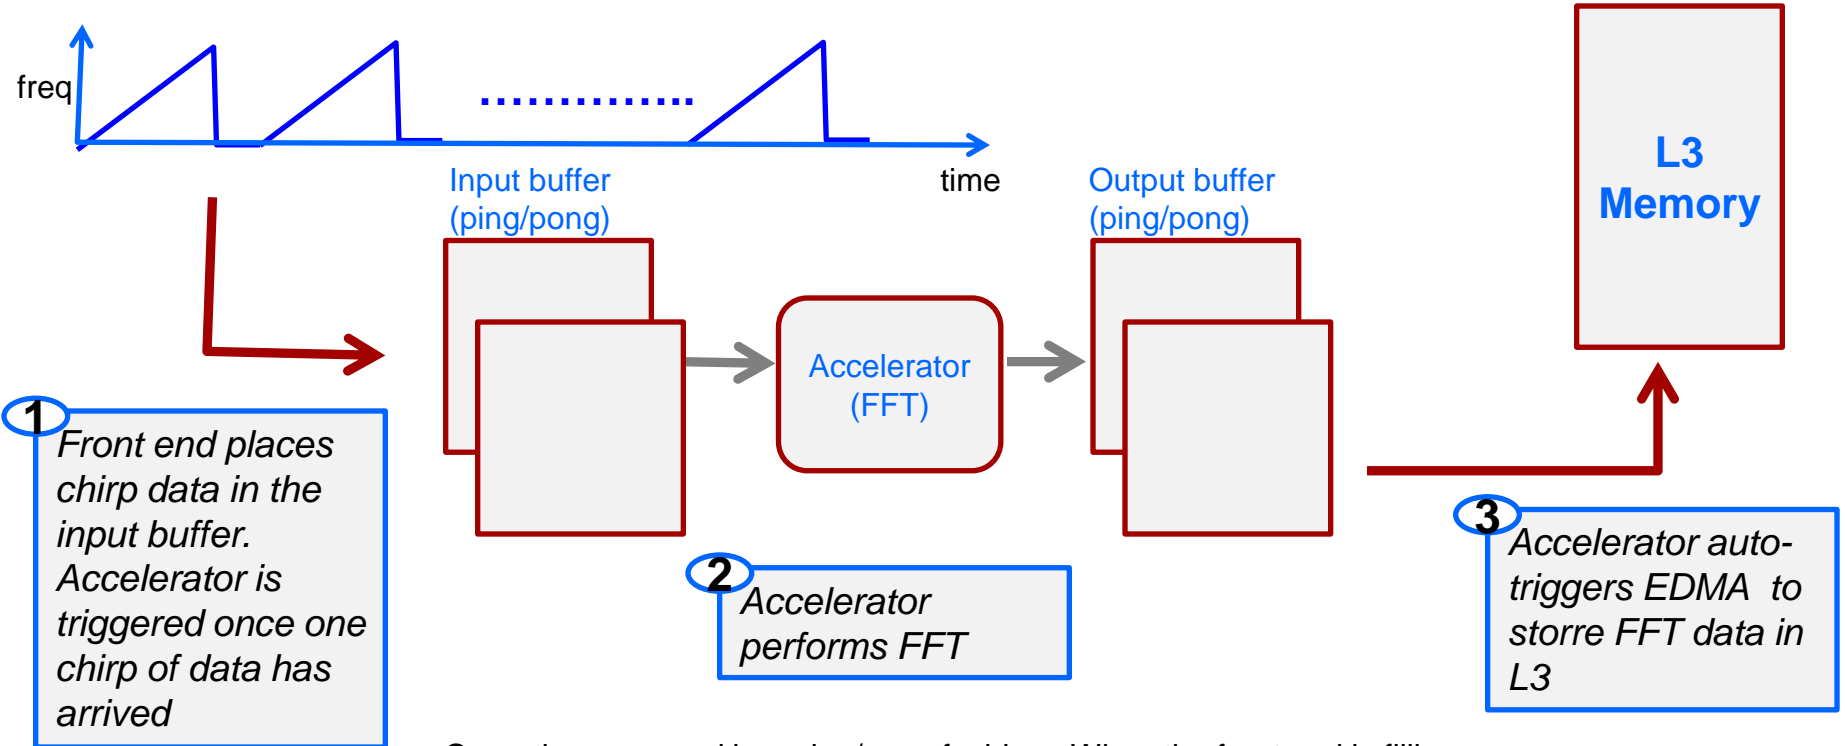 freq
..............
time
Input buffer
(ping/pong)
Output buffer
(ping/pong)
L3
Memory
Accelerator
(FFT)
1
Front end places
chirp data in the
input buffer.
Accelerator is
triggered once one
chirp of data has
arrived
2
Accelerator
performs FFT
3
Accelerator auto-
triggers EDMA to
storre FFT data in
L3